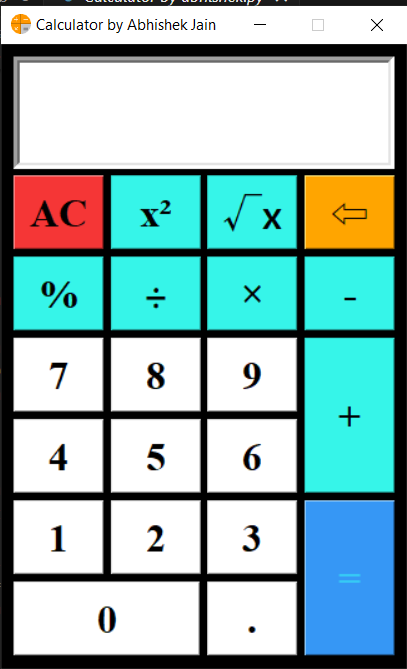 Calculator by Abhishek Jain
AC x² √x ⇦
% ÷ × -
7 8 9
+
4 5 6
1 2 3
=
0 .